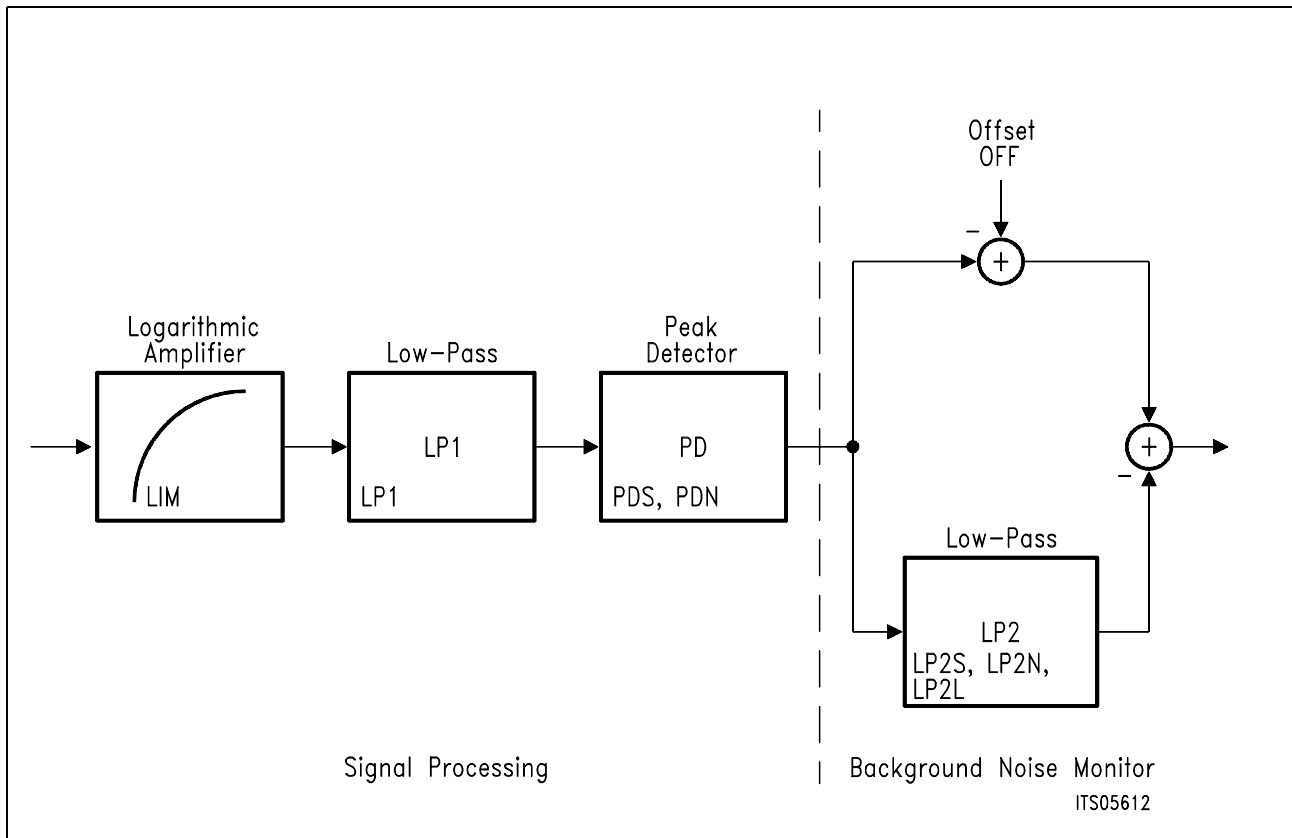 Offset
OFF
-
+
Logarithmic
Amplifier
Low-Pass
Peak
Detector
LIM
LP1
LP1
PD
PDS, PDN
+
-
Low-Pass
LP2
LP2S, LP2N,
LP2L
Signal Processing
Background Noise Monitor
ITS05612